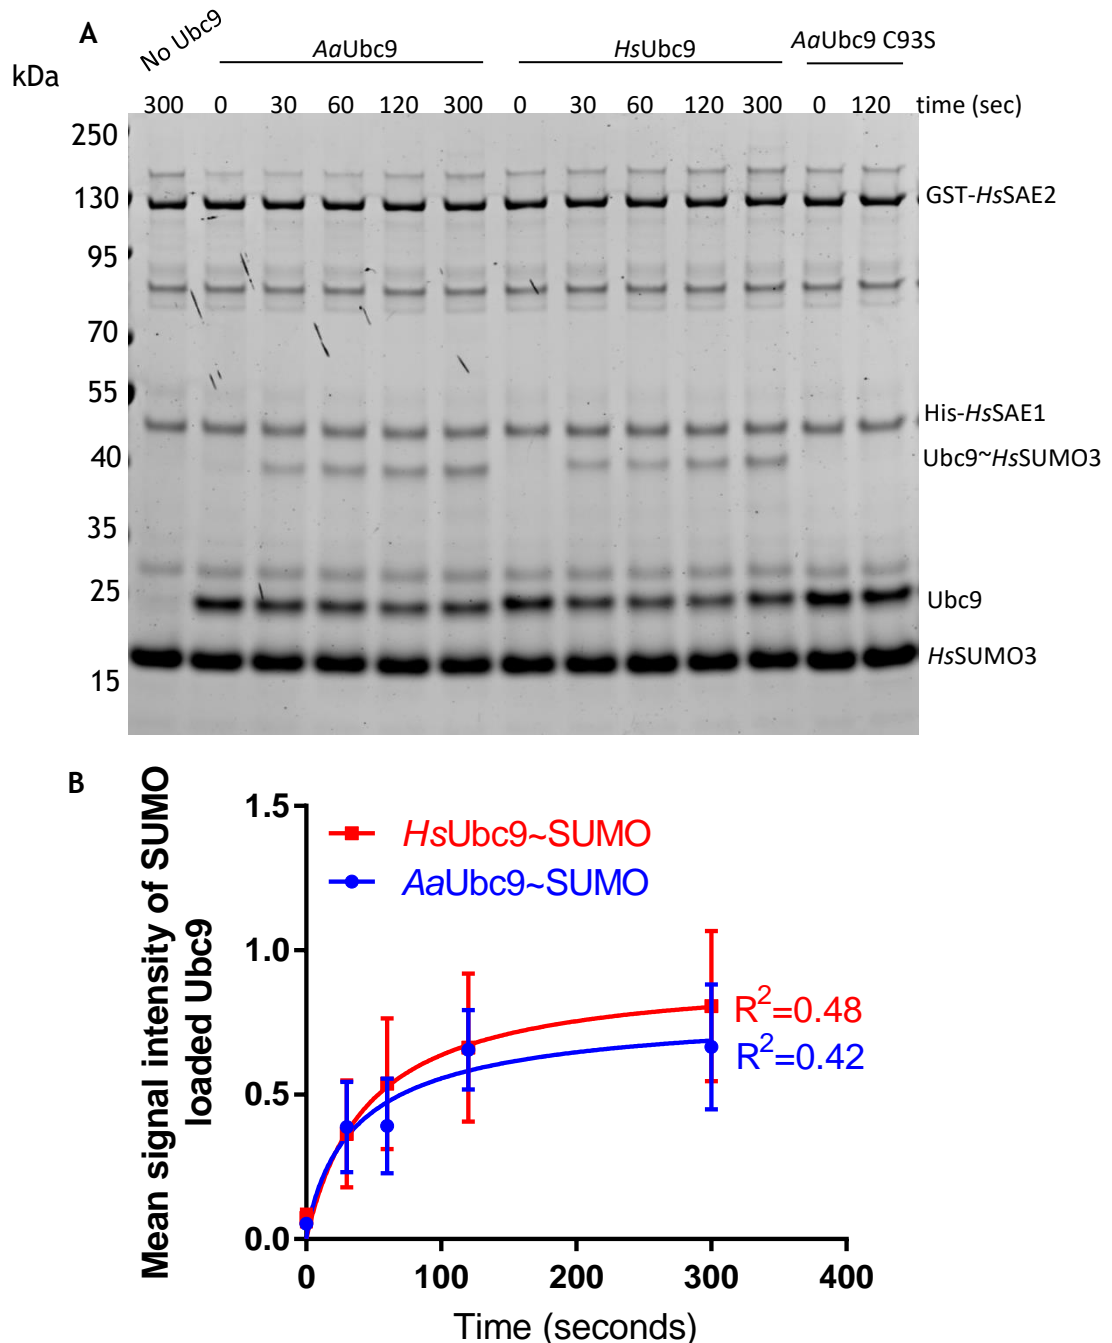 A
No Ubc9
AaUbc9
HsUbc9
AaUbc9 C93S
kDa
300 0 30 60 120 300 0 30 60 120 300 0 120 time (sec)
250
130
GST-HsSAE2
95
70
55
His-HsSAE1
40
Ubc9~HsSUMO3
35
25
Ubc9
HsSUMO3
15
B
Mean signal intensity of SUMO
loaded Ubc9
1.5
HsUbc9~SUMO
AaUbc9~SUMO
1.0
R²=0.48
R²=0.42
0.5
0.0
0 100 200 300 400
Time (seconds)